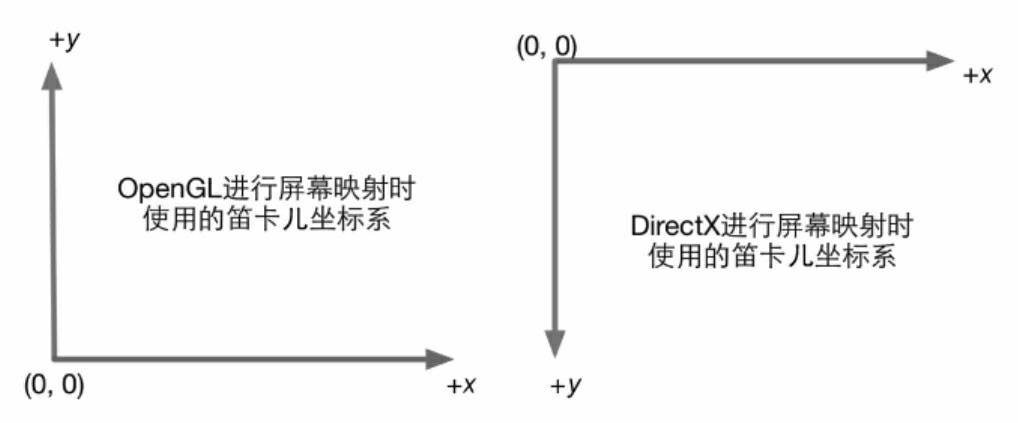 +y
OpenGL进行屏幕映射时
使用的笛卡儿坐标系
(0, 0)
+x
(0, 0)
+x
DirectX进行屏幕映射时
使用的笛卡儿坐标系
+y